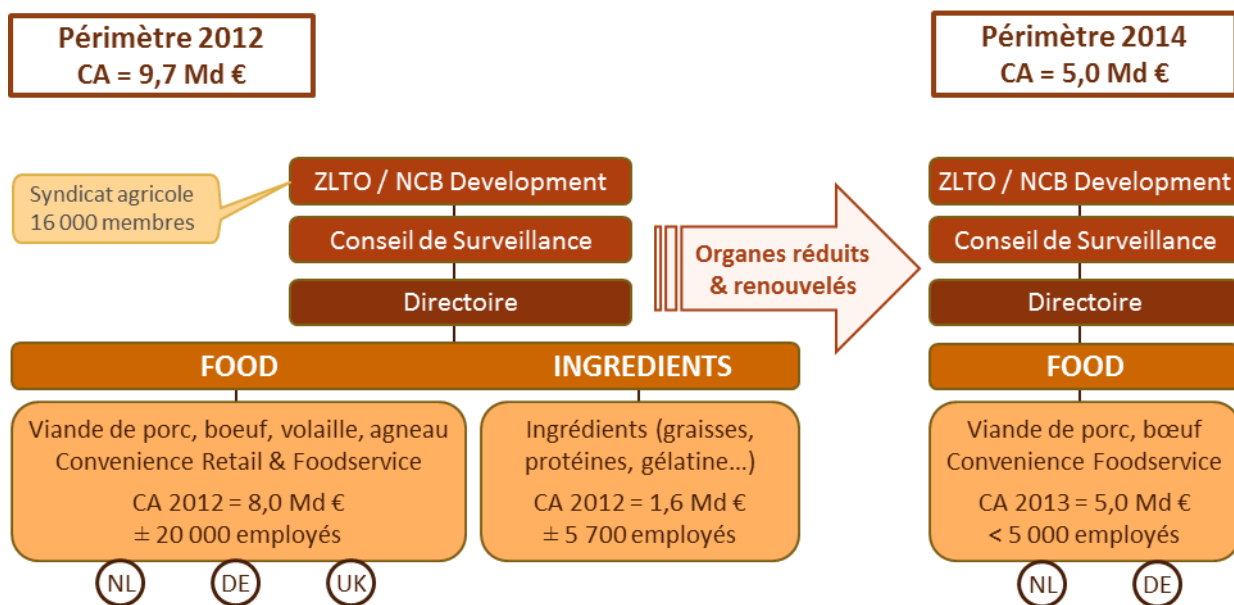 Périmètre 2012
CA = 9,7 Md €
Périmètre 2014
CA = 5,0 Md €
Syndicat agricole
16 000 membres
ZLTO / NCB Development
Conseil de Surveillance
Directoire
Organes réduits
& renouvelés
ZLTO / NCB Development
Conseil de Surveillance
Directoire
FOOD
INGREDIENTS
FOOD
Viande de porc, boeuf, volaille, agneau
Convenience Retail & Foodservice
CA 2012 = 8,0 Md €
± 20 000 employés
Ingrédients (graisses,
protéines, gélatine…)
CA 2012 = 1,6 Md €
± 5 700 employés
Viande de porc, bœuf
Convenience Foodservice
CA 2013 = 5,0 Md €
< 5 000 employés
NL
DE
UK
NL
DE